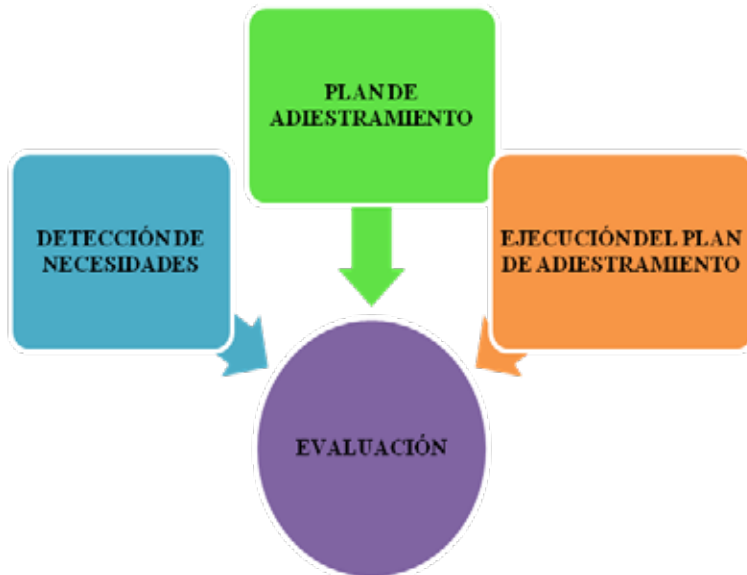 PLAN DE
ADIESTRAMIENTO
DETECCIÓN DE
NECESIDADES
EJECUCIÓN DEL PLAN
DE ADIESTRAMIENTO
EVALUACIÓN